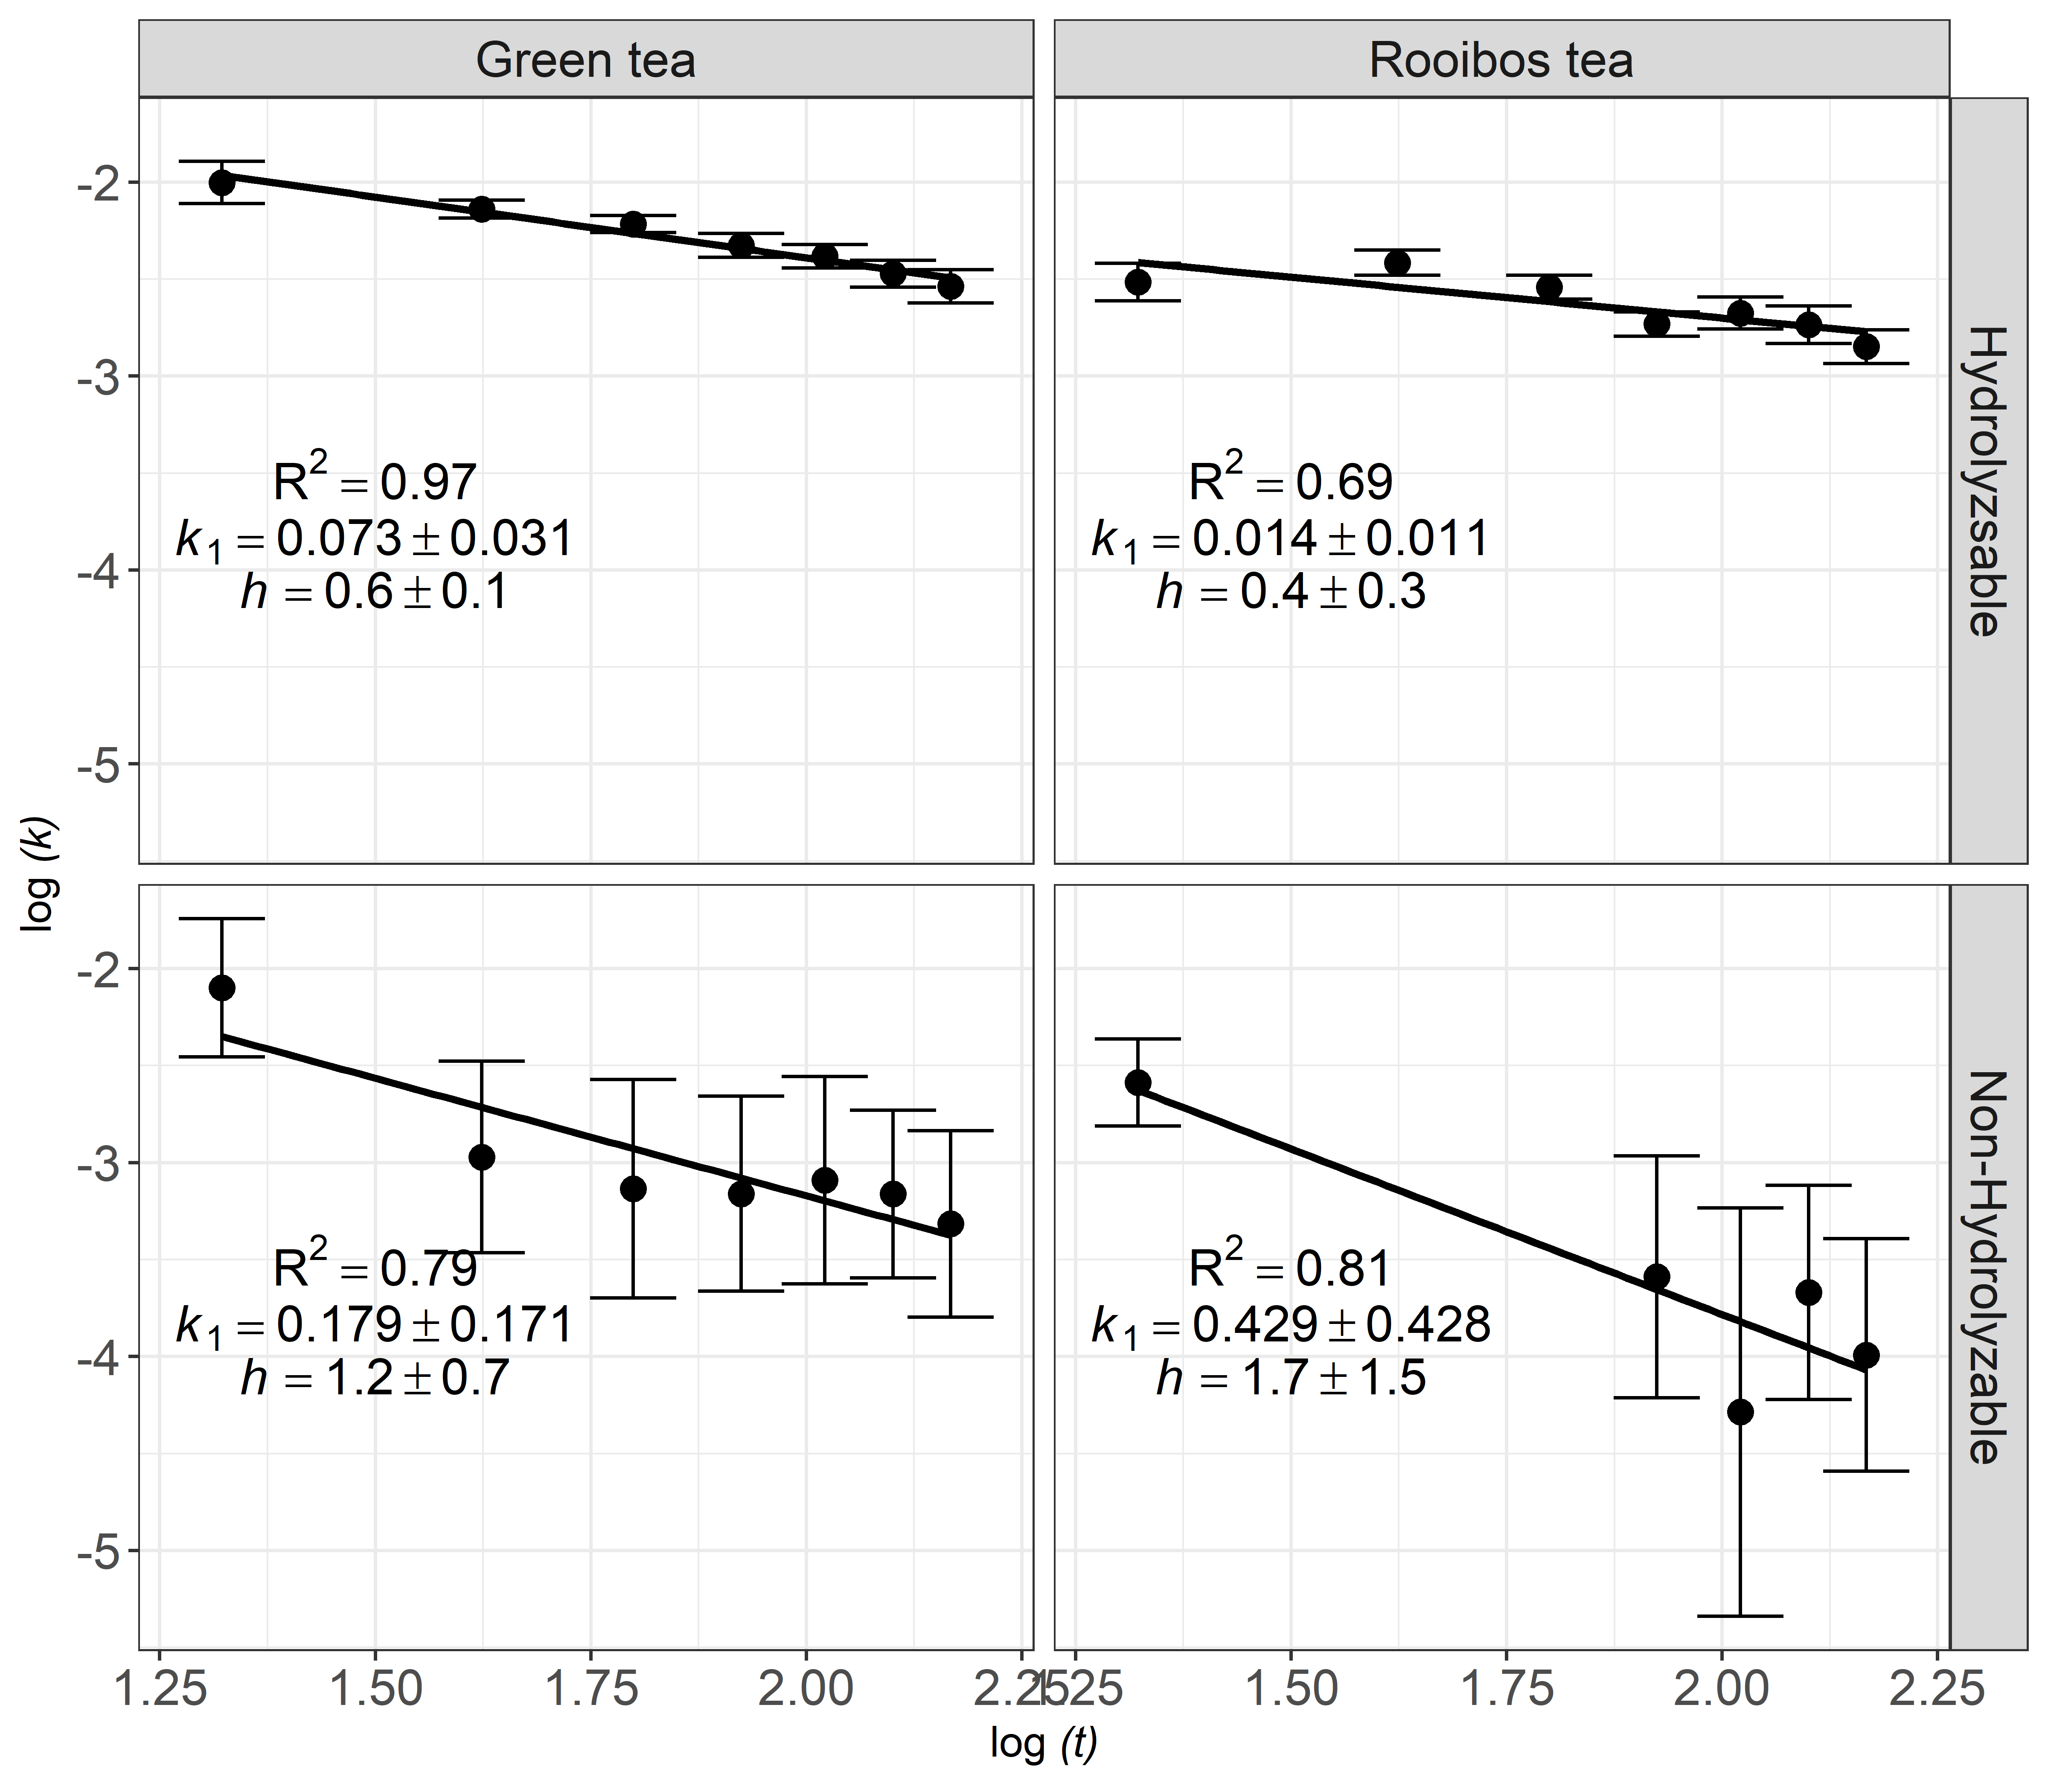 Green tea
Rooibos tea
-2
-3
-4
-5
R² = 0.97
k₁ = 0.073 ± 0.031
h = 0.6 ± 0.1
R² = 0.69
k₁ = 0.014 ± 0.011
h = 0.4 ± 0.3
Hydrolyzsable
log (k)
-2
-3
-4
-5
R² = 0.79
k₁ = 0.179 ± 0.171
h = 1.2 ± 0.7
R² = 0.81
k₁ = 0.429 ± 0.428
h = 1.7 ± 1.5
Non-Hydrolyzable
1.25 1.50 1.75 2.00 2.25
1.25 1.50 1.75 2.00 2.25
log (t)